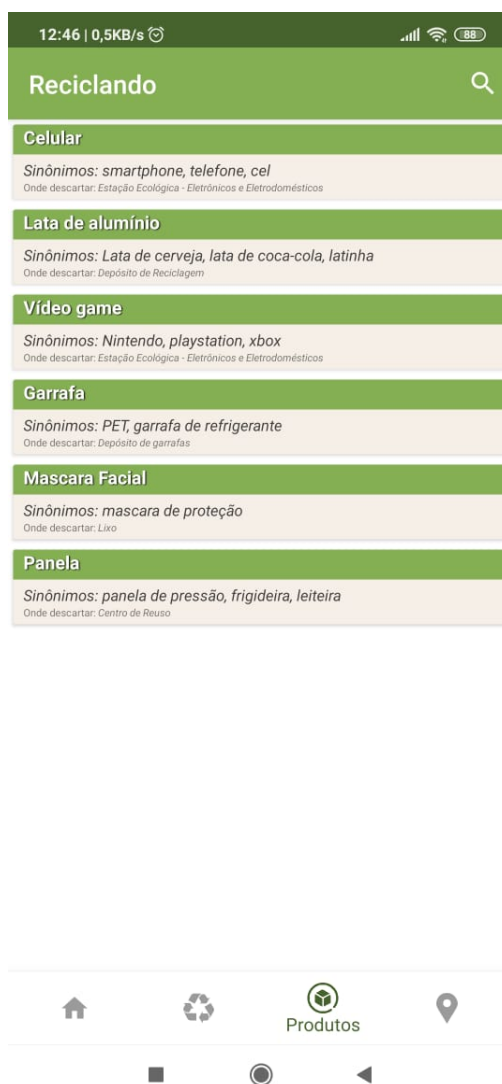 12:46 | 0,5KB/s
88
Reciclando
Celular
Sinônimos: smartphone, telefone, cel
Onde descartar: Estação Ecológica - Eletrônicos e Eletrodomésticos
Lata de alumínio
Sinônimos: Lata de cerveja, lata de coca-cola, latinha
Onde descartar: Depósito de Reciclagem
Vídeo game
Sinônimos: Nintendo, playstation, xbox
Onde descartar: Estação Ecológica - Eletrônicos e Eletrodomésticos
Garrafa
Sinônimos: PET, garrafa de refrigerante
Onde descartar: Depósito de garrafas
Mascara Facial
Sinônimos: mascara de proteção
Onde descartar: Lixo
Panela
Sinônimos: panela de pressão, frigideira, leiteira
Onde descartar: Centro de Reuso
Produtos